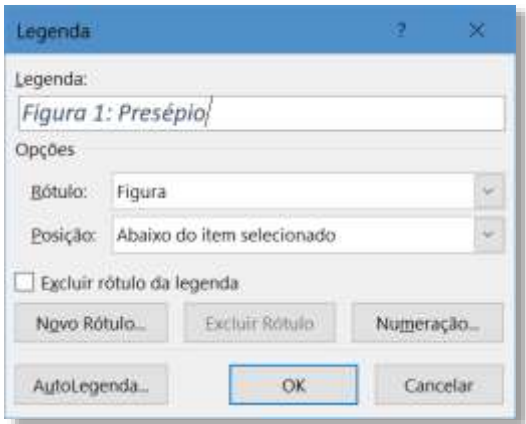 Legenda ?
Legenda:
Figura 1: Presépio
Opções
Rótulo: Figura
Posição: Abaixo do item selecionado
Excluir rótulo da legenda
Novo Rótulo... Excluir Rótulo Numeração...
AutoLegenda... OK Cancelar